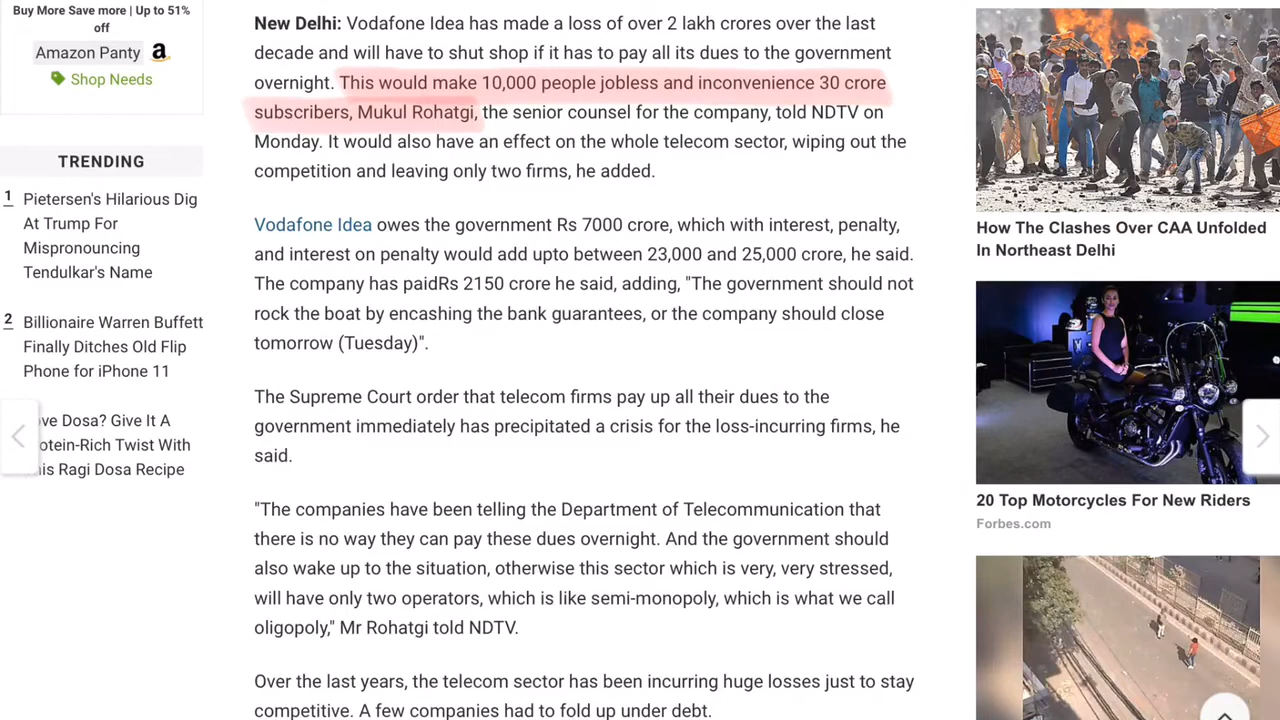 Buy More Save more | Up to 51%
off
Amazon Panty
a
Shop Needs
TRENDING
1
Pietersen's Hilarious Dig
At Trump For
Mispronouncing
Tendulkar's Name
2
Billionaire Warren Buffett
Finally Ditches Old Flip
Phone for iPhone 11
ve Dosa? Give It A
otein-Rich Twist With
is Ragi Dosa Recipe
New Delhi: Vodafone Idea has made a loss of over 2 lakh crores over the last
decade and will have to shut shop if it has to pay all its dues to the government
overnight. This would make 10,000 people jobless and inconvenience 30 crore
subscribers, Mukul Rohatgi, the senior counsel for the company, told NDTV on
Monday. It would also have an effect on the whole telecom sector, wiping out the
competition and leaving only two firms, he added.
Vodafone Idea owes the government Rs 7000 crore, which with interest, penalty,
and interest on penalty would add upto between 23,000 and 25,000 crore, he said.
The company has paidRs 2150 crore he said, adding, "The government should not
rock the boat by encashing the bank guarantees, or the company should close
tomorrow (Tuesday)".
The Supreme Court order that telecom firms pay up all their dues to the
government immediately has precipitated a crisis for the loss-incurring firms, he
said.
"The companies have been telling the Department of Telecommunication that
there is no way they can pay these dues overnight. And the government should
also wake up to the situation, otherwise this sector which is very, very stressed,
will have only two operators, which is like semi-monopoly, which is what we call
oligopoly," Mr Rohatgi told NDTV.
Over the last years, the telecom sector has been incurring huge losses just to stay
competitive. A few companies had to fold up under debt.
How The Clashes Over CAA Unfolded
In Northeast Delhi
20 Top Motorcycles For New Riders
Forbes.com